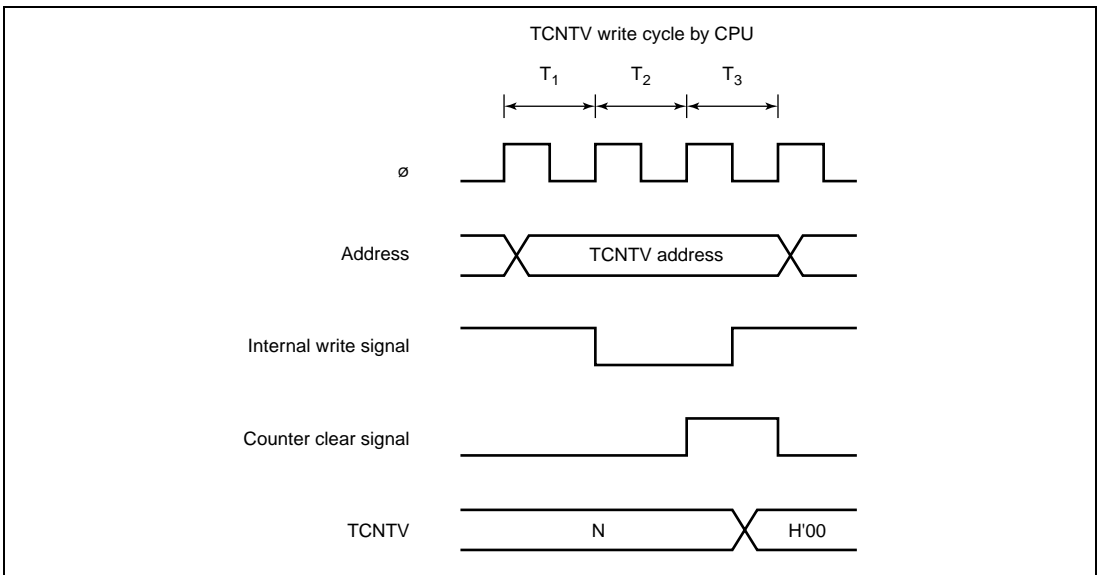 TCNTV write cycle by CPU
T1 T2 T3
ø
Address TCNTV address
Internal write signal
Counter clear signal
TCNTV N H'00